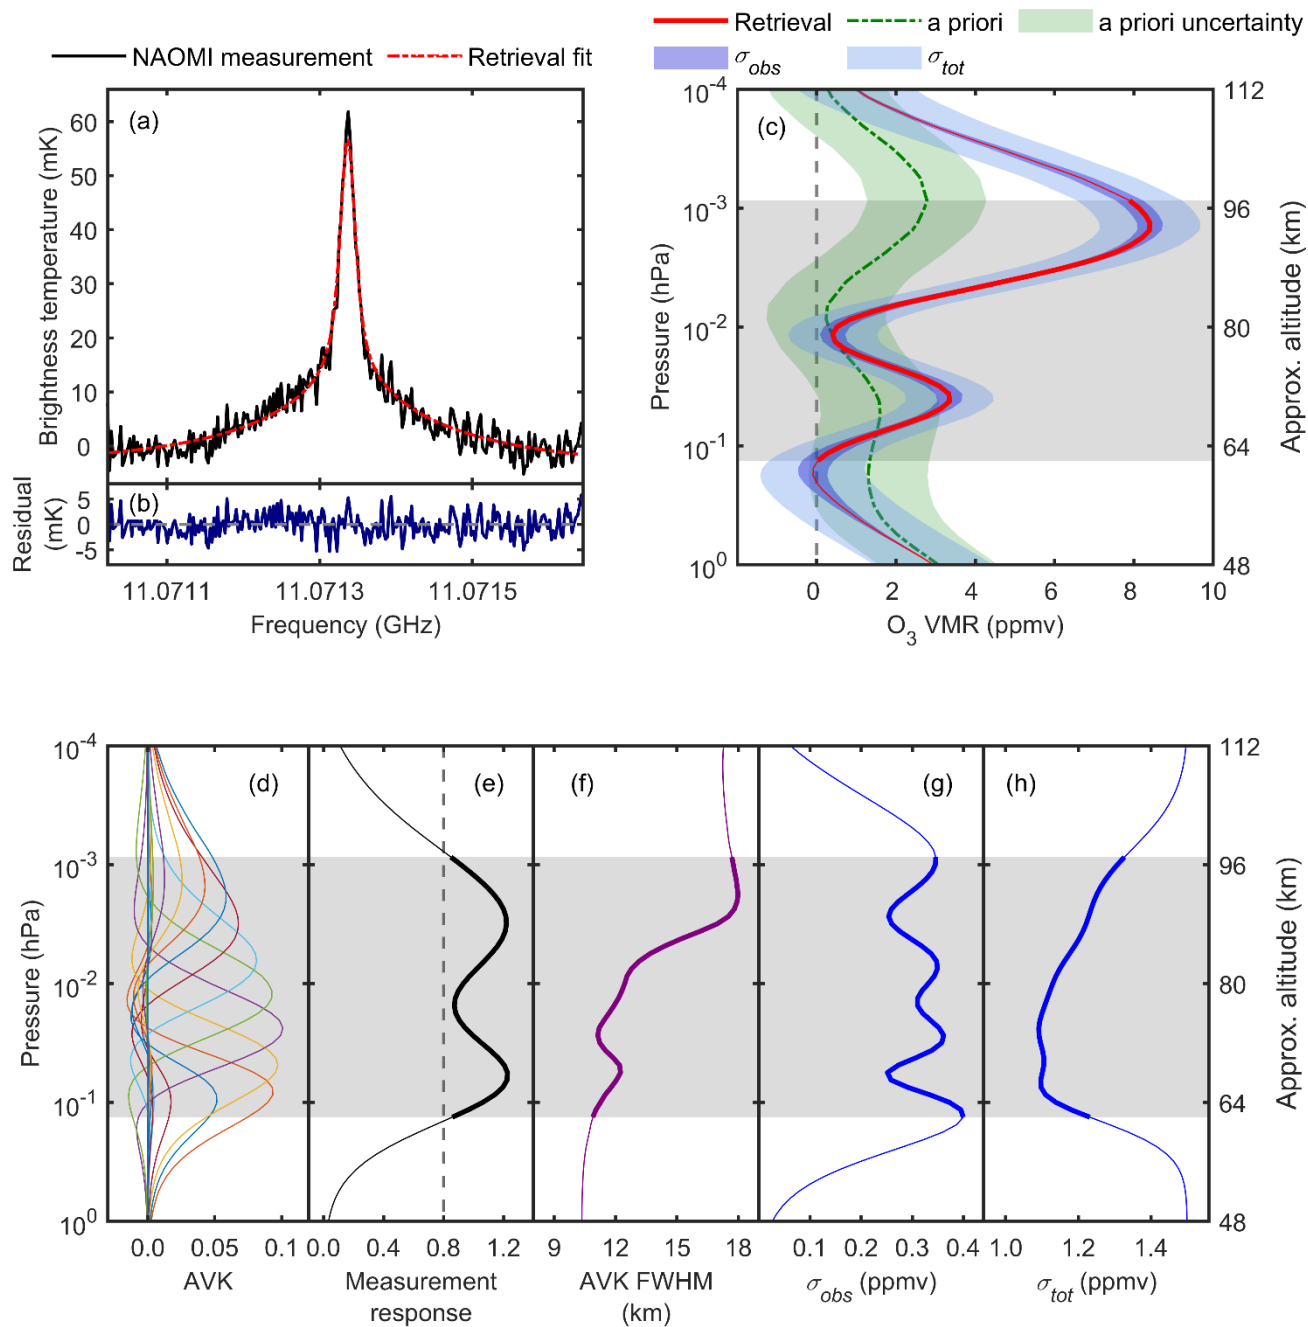 NAOMI measurement Retrieval fit
Retrieval a priori a priori uncertainty
σobs σtot
(a)
60
50
40
30
20
10
0
Brightness temperature (mK)
(b)
5
0
-5
Residual
(mK)
11.0711 11.0713 11.0715
Frequency (GHz)
(c)
10-4
10-3
10-2
10-1
100
Pressure (hPa)
112
96
80
64
48
Approx. altitude (km)
0 2 4 6 8 10
O3 VMR (ppmv)
10-4
10-3
10-2
10-1
100
Pressure (hPa)
(d) (e) (f) (g) (h)
112
96
80
64
48
Approx. altitude (km)
0.0 0.05 0.1 0.0 0.4 0.8 1.2 9 12 15 18 0.0 0.1 0.2 0.3 0.4 1.0 1.2 1.4
AVK
Measurement
response
AVK FWHM
(km)
σobs (ppmv)
σtot (ppmv)